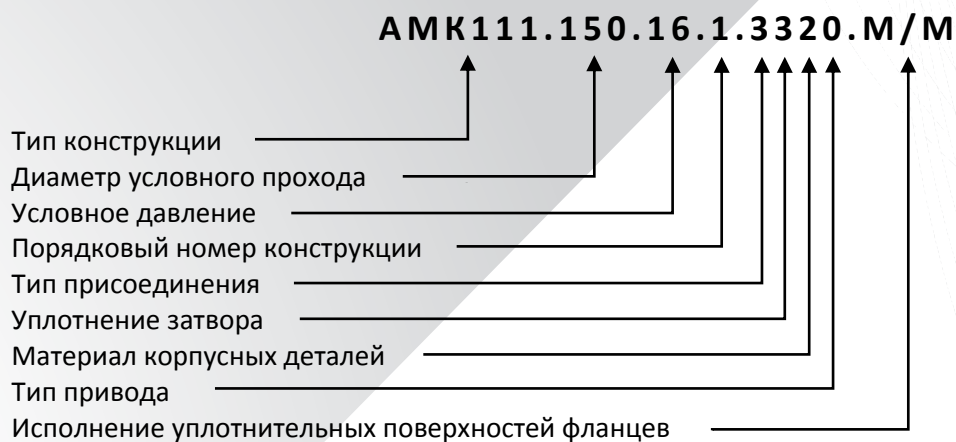 АМК111.150.16.1.3320.М/М
Тип конструкции
Диаметр условного прохода
Условное давление
Порядковый номер конструкции
Тип присоединения
Уплотнение затвора
Материал корпусных деталей
Тип привода
Исполнение уплотнительных поверхностей фланцев